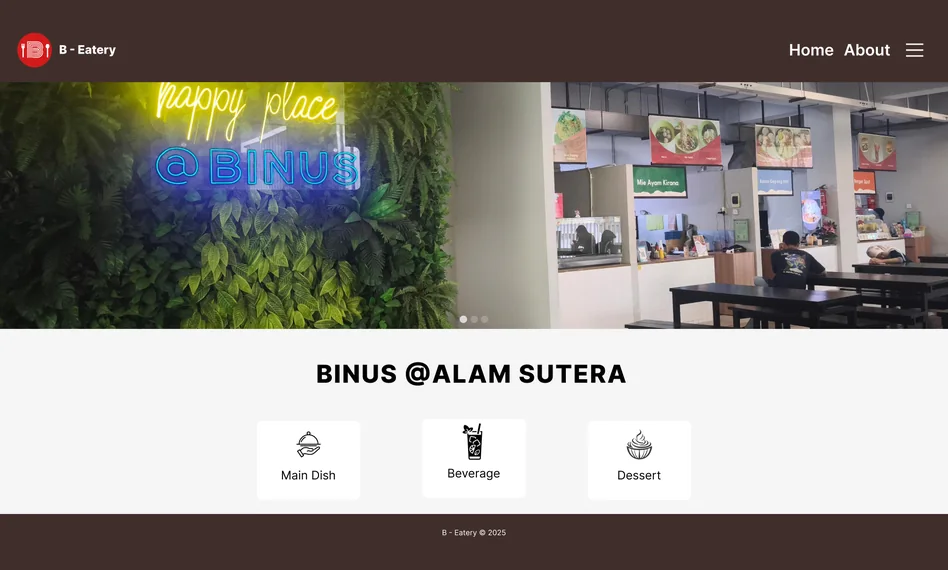 B
B - Eatery
Home
About
happy place
@BINUS
Mie Ayam Kirana
BINUS @ALAM SUTERA
Main Dish
Beverage
Dessert
B - Eatery © 2025